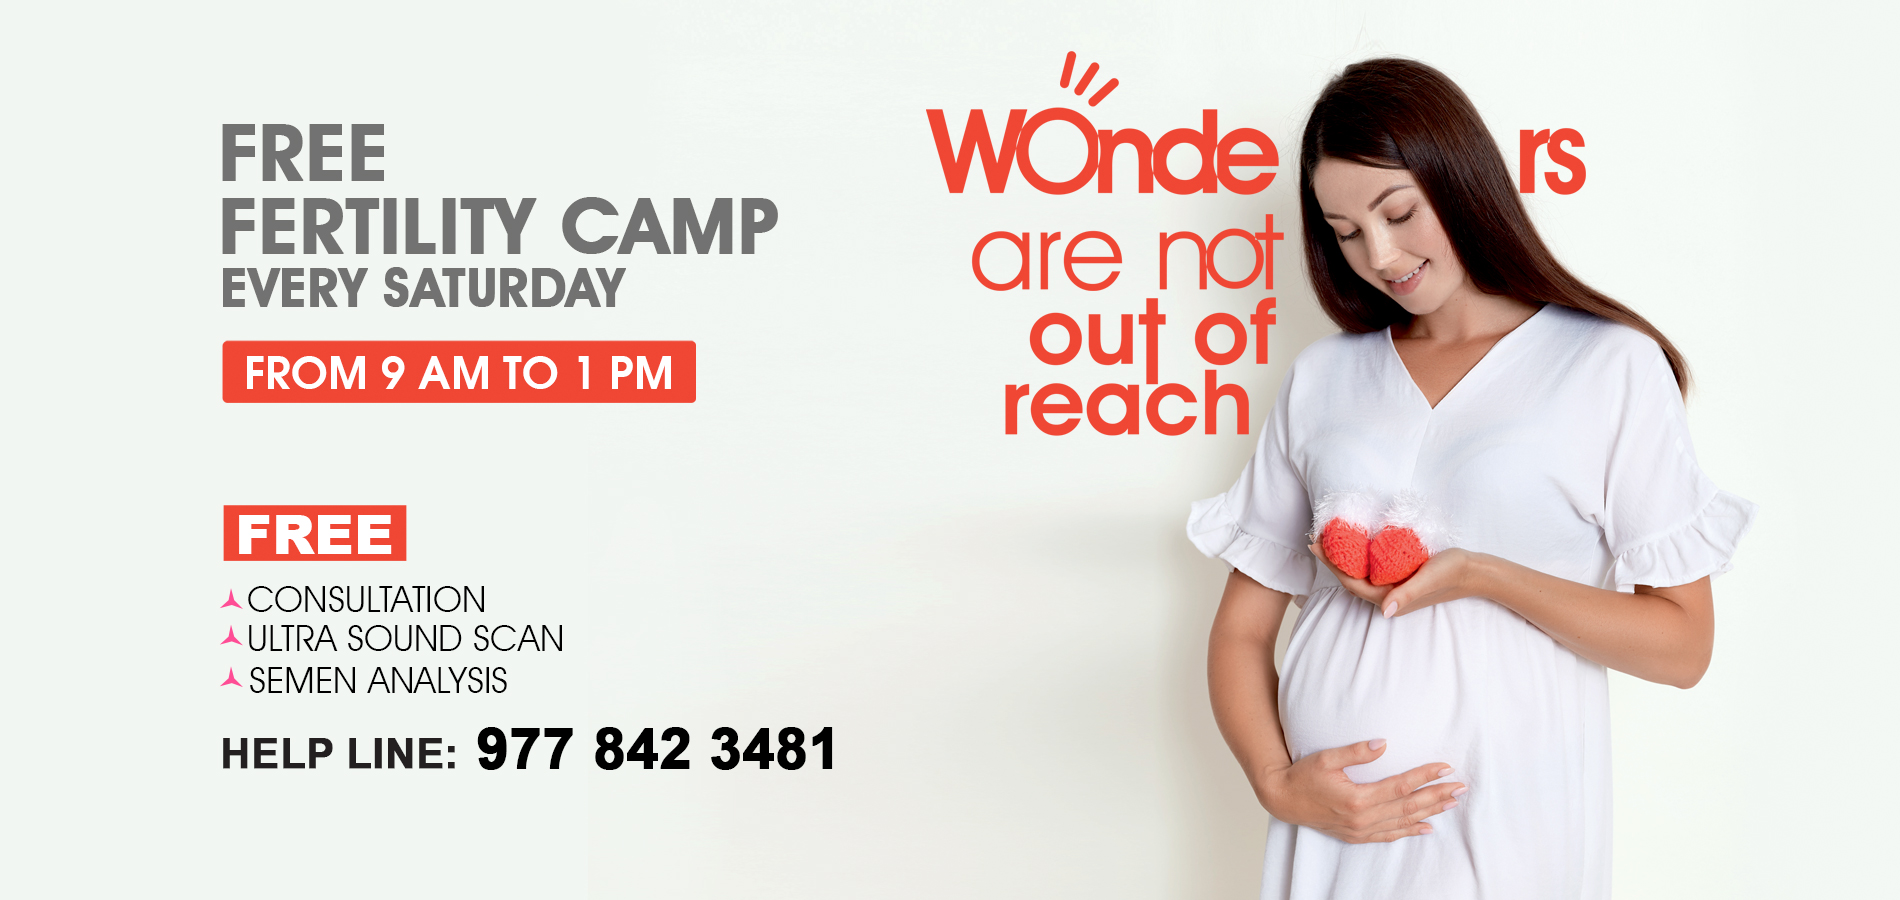 FREE
FERTILITY CAMP
EVERY SATURDAY
FROM 9 AM TO 1 PM
FREE
CONSULTATION
ULTRA SOUND SCAN
SEMEN ANALYSIS
HELP LINE: 977 842 3481
WOnde rs
are not
out of
reach